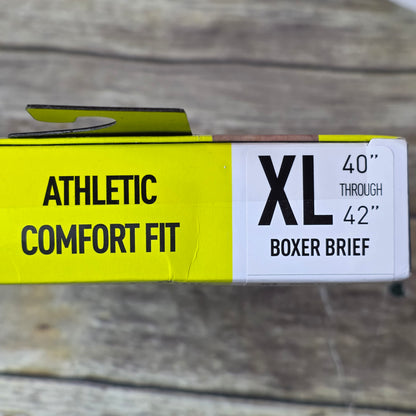 ATHLETIC
COMFORT FIT
XL
40”
THROUGH
42”
BOXER BRIEF